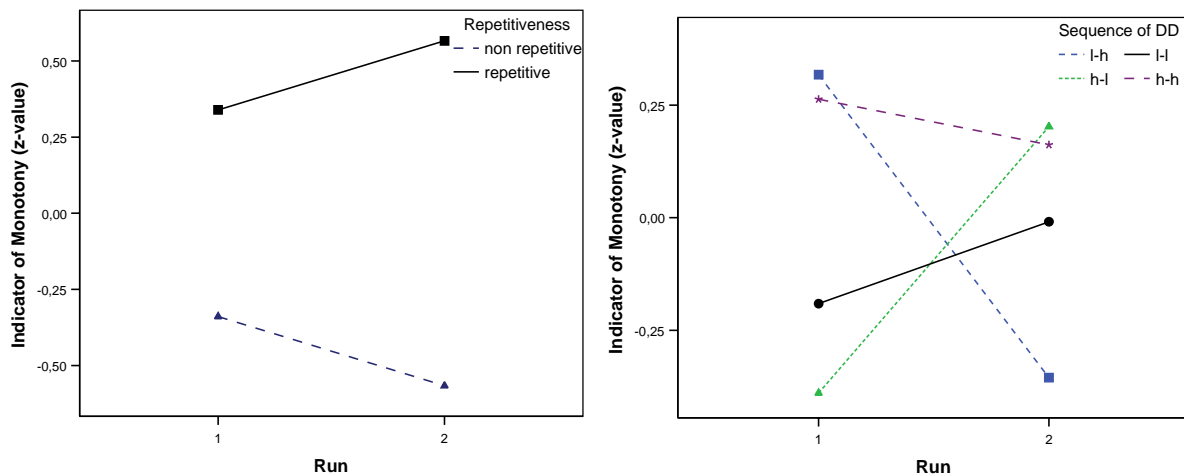 Repetitiveness
non repetitive
repetitive
0,50
0,25
0,00
-0,25
-0,50
Indicator of Monotony (z-value)
1
2
Run
Sequence of DD
l-h
l-l
h-l
h-h
0,25
0,00
-0,25
Indicator of Monotony (z-value)
1
2
Run